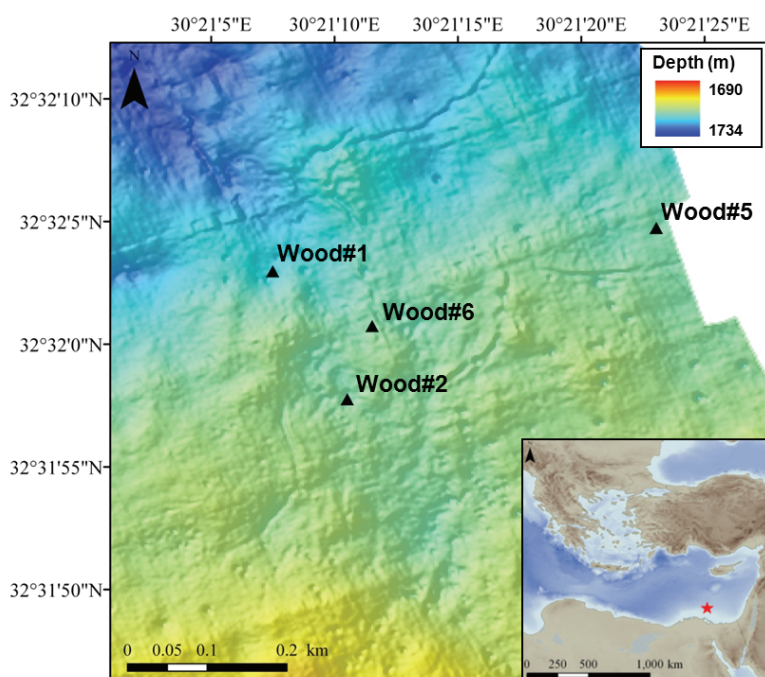 30°21'5"E 30°21'10"E 30°21'15"E 30°21'20"E 30°21'25"E
N
Depth (m)
1690
1734
32°32'10"N
32°32'5"N
32°32'0"N
32°31'55"N
32°31'50"N
Wood#5
Wood#1
Wood#6
Wood#2
0 0.05 0.1 0.2 km
0 250 500 1,000 km